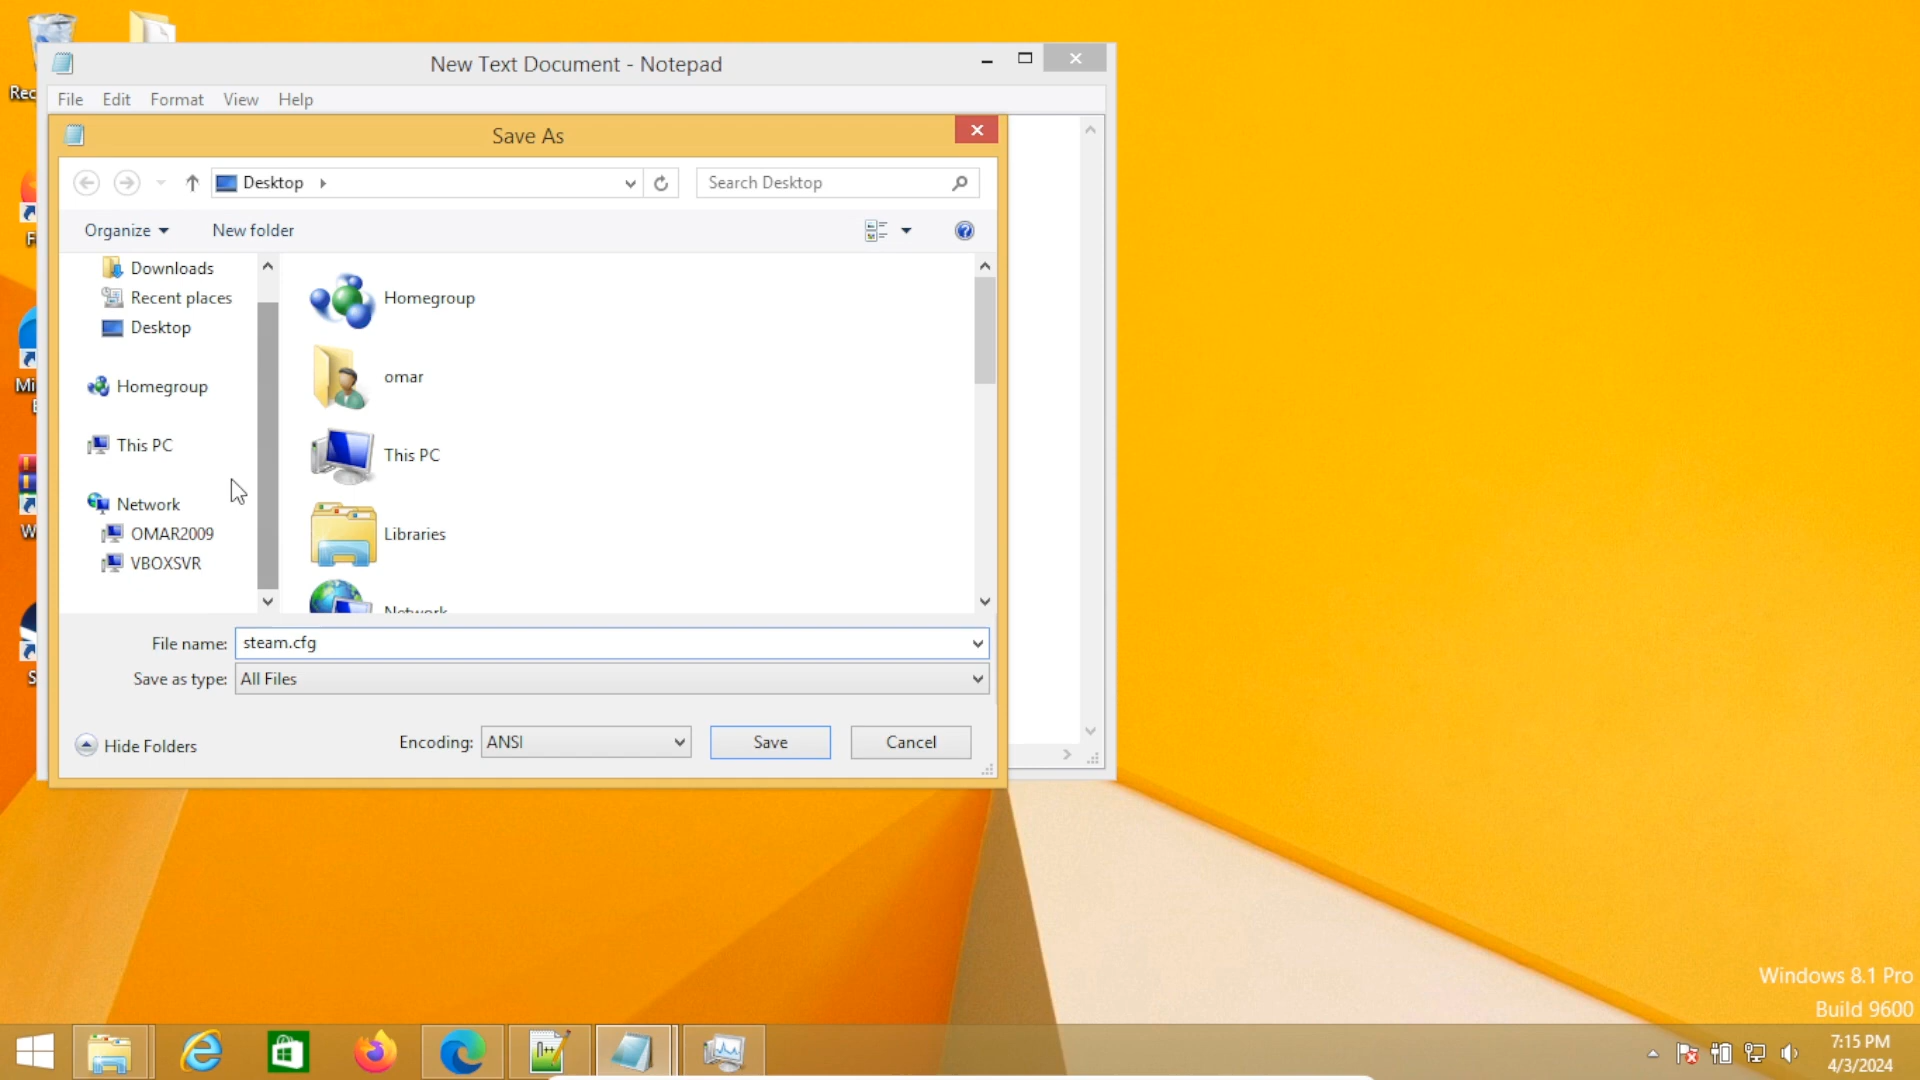 Rec
New Text Document - Notepad
File Edit Format View Help
Save As
Desktop
Search Desktop
Organize
New folder
Downloads
Recent places
Desktop
Homegroup
This PC
Network
OMAR2009
VBOXSVR
Homegroup
omar
This PC
Libraries
Network
F
Mi
E
W
S
File name: steam.cfg
Save as type: All Files
Hide Folders
Encoding: ANSI
Save
Cancel
Windows 8.1 Pro
Build 9600
7:15 PM
4/3/2024